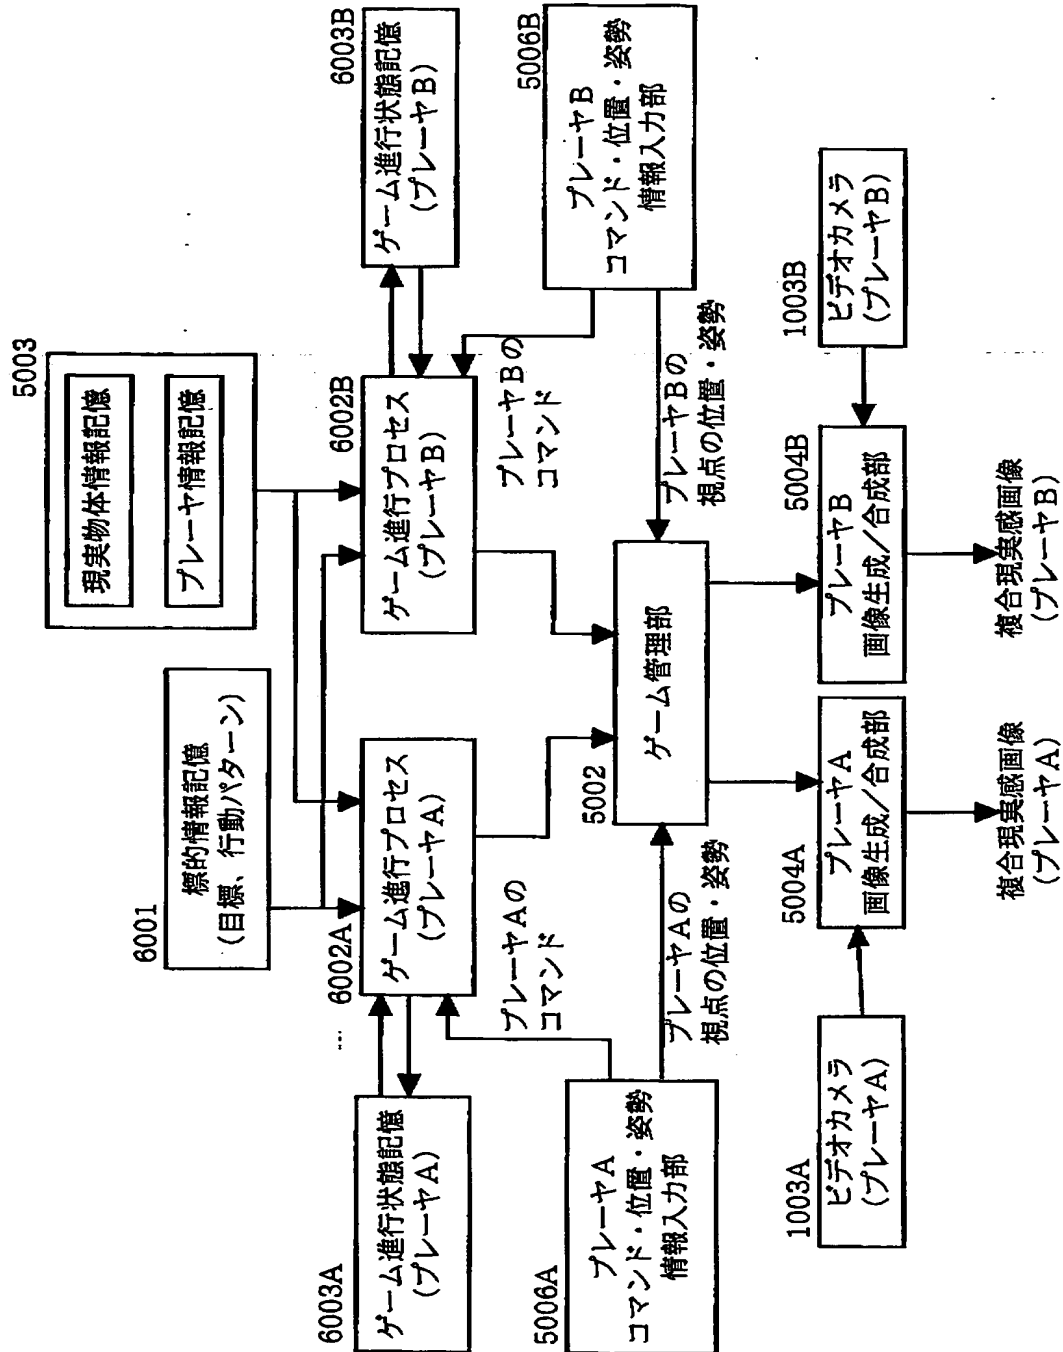 5003
現実物体情報記憶
プレーヤ情報記憶
6001
標的情報記憶
(目標、行動パターン)
6003A
ゲーム進行状態記憶
(プレーヤA)
6002A
ゲーム進行プロセス
(プレーヤA)
6002B
ゲーム進行プロセス
(プレーヤB)
6003B
ゲーム進行状態記憶
(プレーヤB)
プレーヤAの
コマンド
プレーヤBの
コマンド
5006A
プレーヤA
コマンド・位置・姿勢
情報入力部
プレーヤAの
視点の位置・姿勢
5002
ゲーム管理部
プレーヤBの
視点の位置・姿勢
5006B
プレーヤB
コマンド・位置・姿勢
情報入力部
1003A
ビデオカメラ
(プレーヤA)
5004A
プレーヤA
画像生成/合成部
5004B
プレーヤB
画像生成/合成部
1003B
ビデオカメラ
(プレーヤB)
複合現実感画像
(プレーヤA)
複合現実感画像
(プレーヤB)